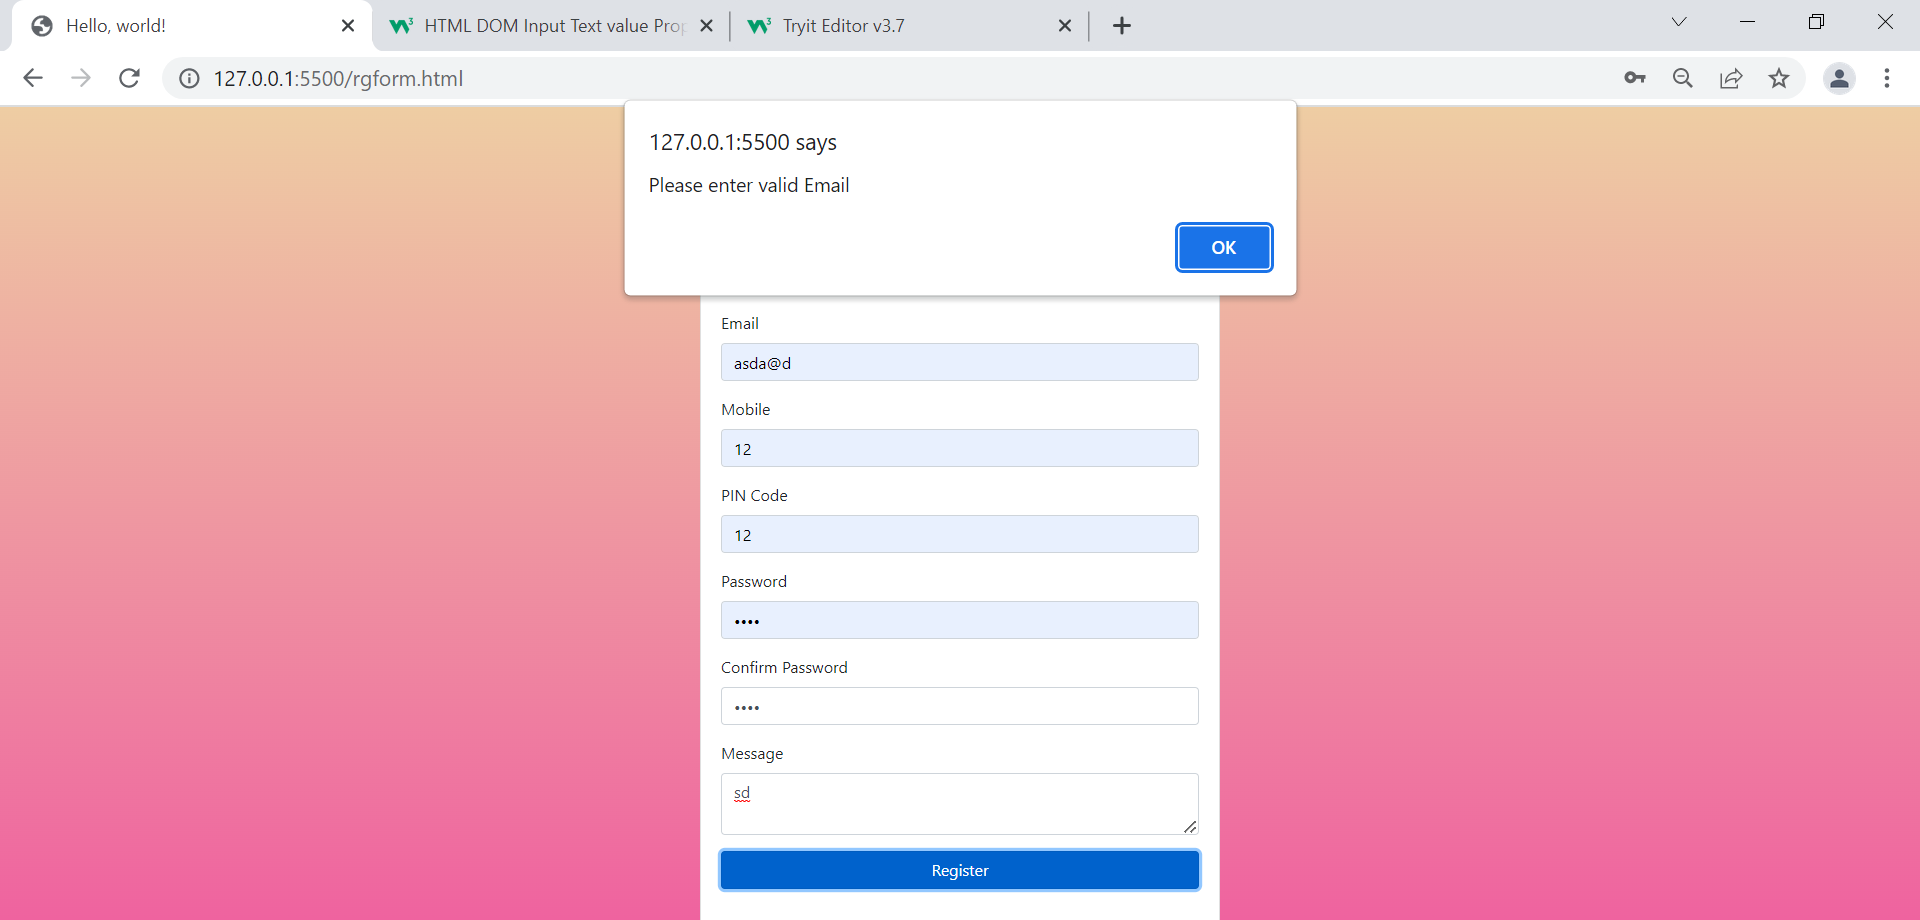 Hello, world!
HTML DOM Input Text value Prop
Tryit Editor v3.7
127.0.0.1:5500/rgform.html
127.0.0.1:5500 says
Please enter valid Email
OK
Email
asda@d
Mobile
12
PIN Code
12
Password
••••
Confirm Password
••••
Message
sd
Register